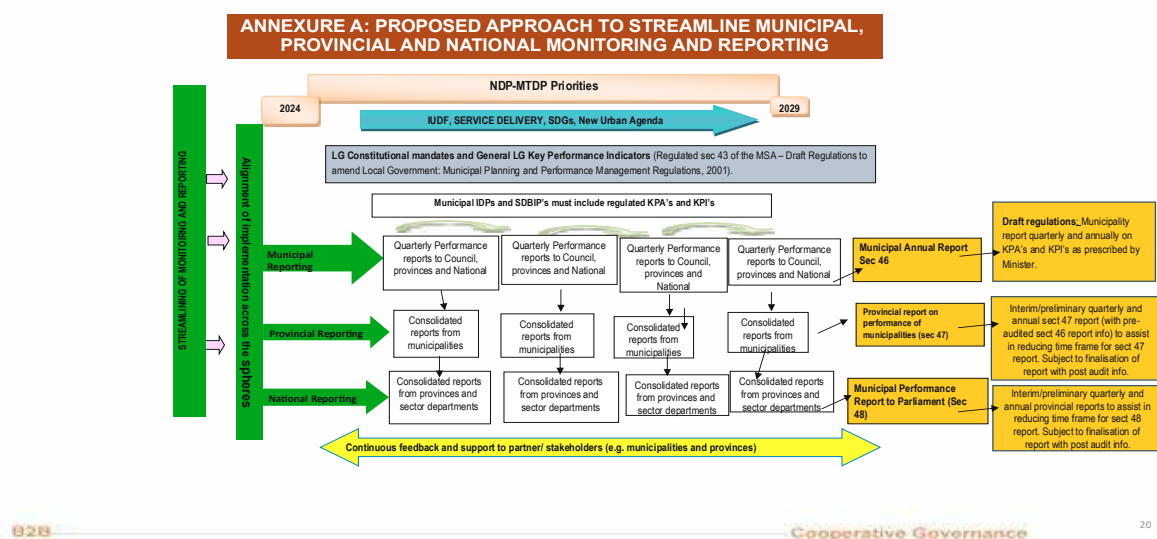 ANNEXURE A: PROPOSED APPROACH TO STREAMLINE MUNICIPAL,
PROVINCIAL AND NATIONAL MONITORING AND REPORTING
NDP-MTDP Priorities
2024
2029
IUDF, SERVICE DELIVERY, SDGs, New Urban Agenda
STREAMLINING OF MONITOIRNG AND REPORTING
Alignment of implementation across the spheres
LG Constitutional mandates and General LG Key Performance Indicators (Regulated sec 43 of the MSA – Draft Regulations to
amend Local Government: Municipal Planning and Performance Management Regulations, 2001).
Municipal IDPs and SDBIP's must include regulated KPA's and KPI's
Municipal
Reporting
Quarterly Performance
reports to Council,
provinces and National
Quarterly Performance
reports to Council,
provinces and National
Quarterly Performance
reports to Council,
provinces and
National
Quarterly Performance
reports to Council,
provinces and National
Municipal Annual Report
Sec 46
Draft regulations: Municipality
report quarterly and annually on
KPA's and KPI's as prescribed by
Minister.
Provincial Reporting
Consolidated
reports from
municipalities
Consolidated
reports from
municipalities
Consolidated
reports from
municipalities
Consolidated
reports from
municipalities
Provincial report on
performance of
municipalities (sec 47)
Interim/preliminary quarterly and
annual sect 47 report (with pre-
audited sect 46 report info) to assist
in reducing time frame for sect 47
report. Subject to finalisation of
report with post audit info.
National Reporting
Consolidated reports
from provinces and
sector departments
Consolidated reports
from provinces and
sector departments
Consolidated reports
from provinces and
sector departments
Consolidated reports
from provinces and
sector departments
Municipal Performance
Report to Parliament (Sec
48)
Interim/preliminary quarterly and
annual provincial reports to assist in
reducing time frame for sect 48
report. Subject to finalisation of
report with post audit info.
Continuous feedback and support to partner/ stakeholders (e.g. municipalities and provinces)
B2B
Cooperative Governance
20